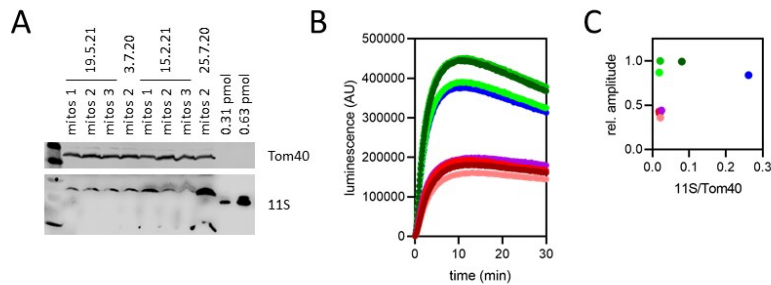 A
19.5.21
3.7.20
15.2.21
25.7.20
mitos 1
mitos 2
mitos 3
mitos 2
mitos 1
mitos 2
mitos 3
mitos 2
0.31 pmol
0.63 pmol
Tom40
11S
B
500000
400000
300000
200000
100000
0
luminescence (AU)
0
10
20
30
time (min)
C
1.0
0.5
0.0
rel. amplitude
0.0
0.1
0.2
0.3
11S/Tom40